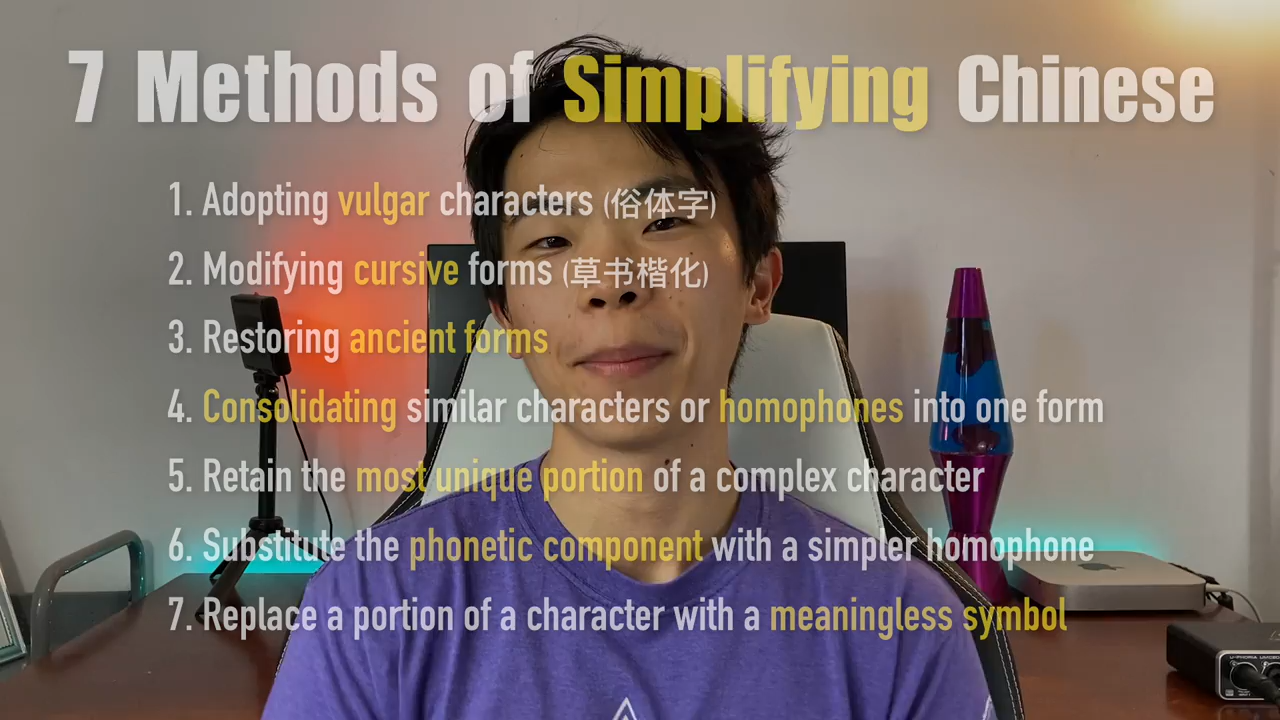 7 Methods of Simplifying Chinese
1. Adopting vulgar characters (俗体字)
2. Modifying cursive forms (草书楷化)
3. Restoring ancient forms
4. Consolidating similar characters or homophones into one form
5. Retain the most unique portion of a complex character
6. Substitute the phonetic component with a simpler homophone
7. Replace a portion of a character with a meaningless symbol